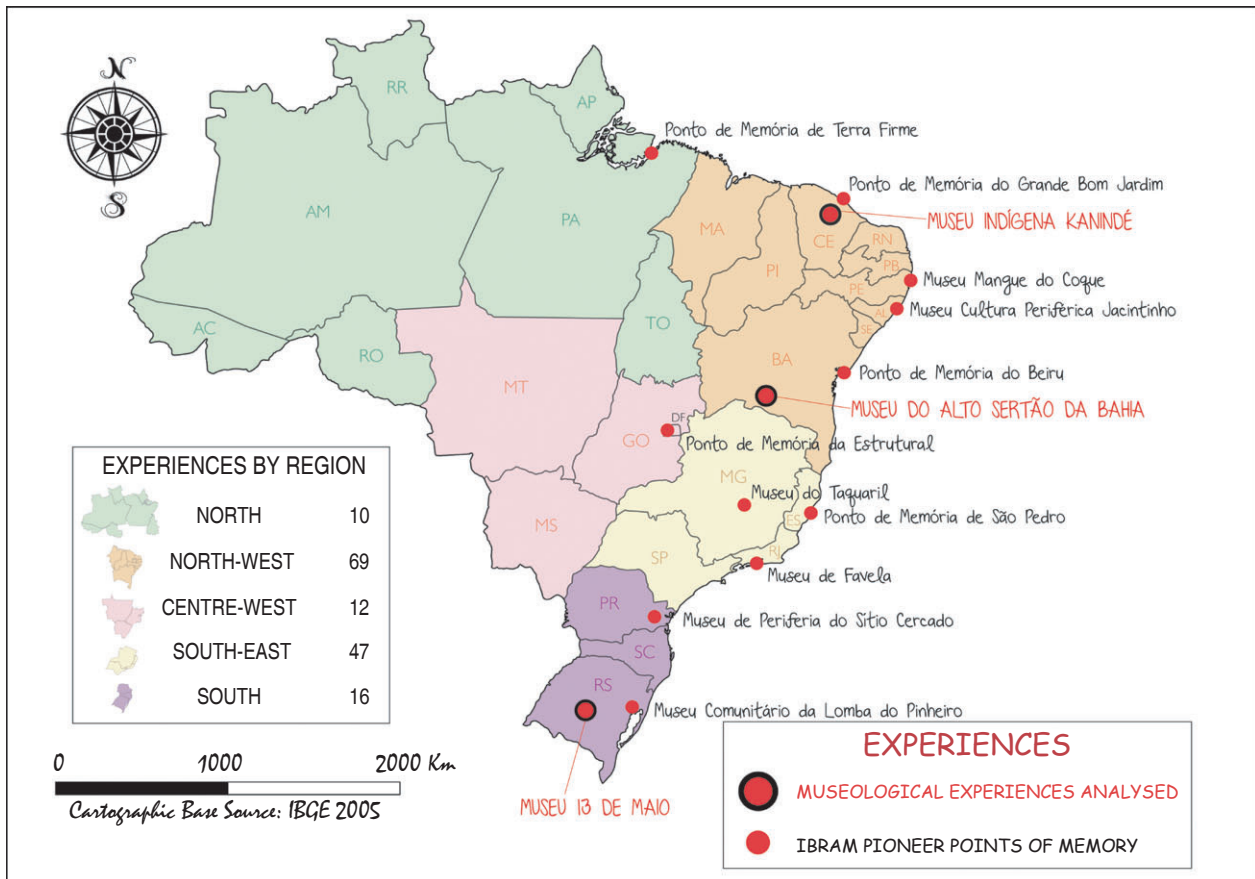 N
S
RR
AP
AM
PA
Ponto de Memória de Terra Firme
Ponto de Memória do Grande Bom Jardim
MUSEU INDÍGENA KANINDÉ
MA
CE
RN
PI
PB
PE
Museu Mangue do Coque
AL
Museu Cultura Periférica Jacintinho
SE
AC
RO
TO
BA
Ponto de Memória do Beiru
MT
MUSEU DO ALTO SERTÃO DA BAHIA
DF
GO
Ponto de Memória da Estrutural
MG
Museu do Taquaril
ES
Ponto de Memória de São Pedro
MS
SP
RJ
Museu de Favela
PR
Museu de Periferia do Sítio Cercado
SC
RS
Museu Comunitário da Lomba do Pinheiro
MUSEU 13 DE MAIO
EXPERIENCES BY REGION
NORTH 10
NORTH-WEST 69
CENTRE-WEST 12
SOUTH-EAST 47
SOUTH 16
0 1000 2000 Km
Cartographic Base Source: IBGE 2005
EXPERIENCES
MUSEOLOGICAL EXPERIENCES ANALYSED
IBRAM PIONEER POINTS OF MEMORY